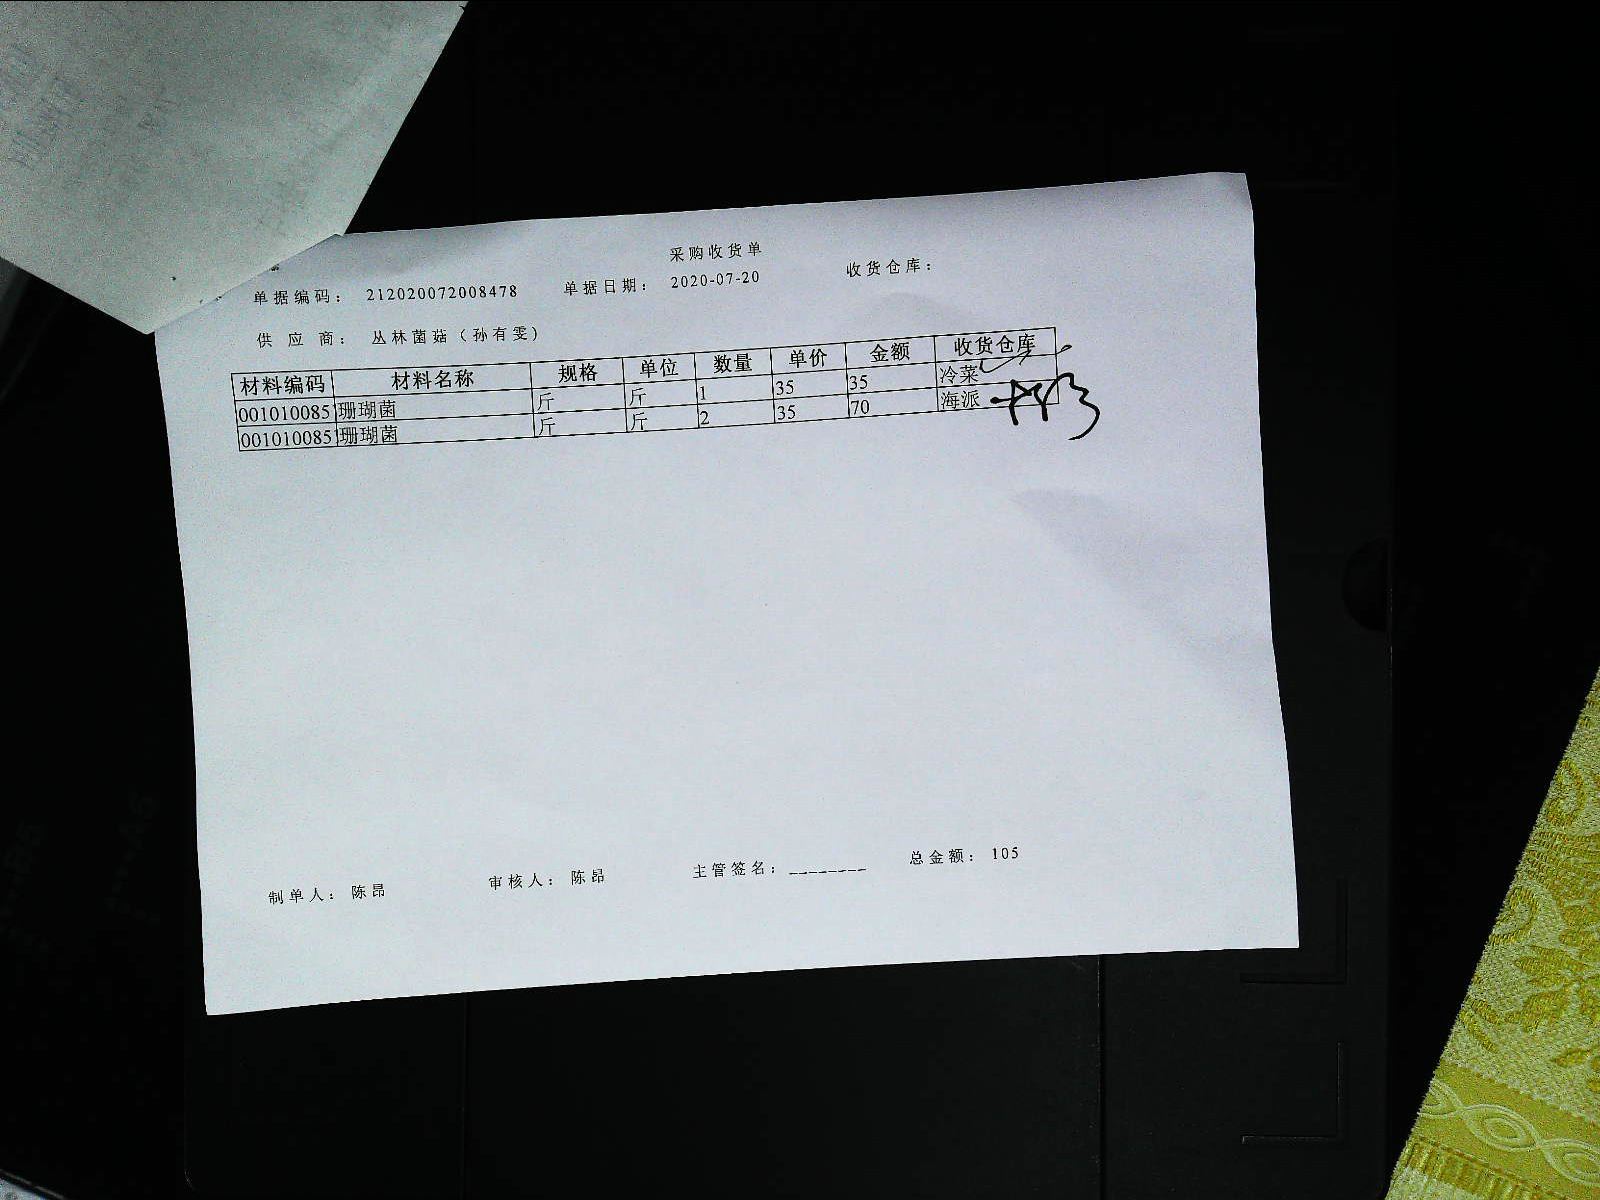 采购收货单
单据编码： 212020072008478 单据日期： 2020-07-20 收货仓库：
供应商： 丛林菌菇（孙有雯）
材料编码 材料名称 规格 单位 数量 单价 金额 收货仓库
001010085 珊瑚菌 斤 斤 1 35 35 冷菜
001010085 珊瑚菌 斤 斤 2 35 70 海派
制单人： 陈昂 审核人： 陈昂 主管签名：________ 总金额： 105